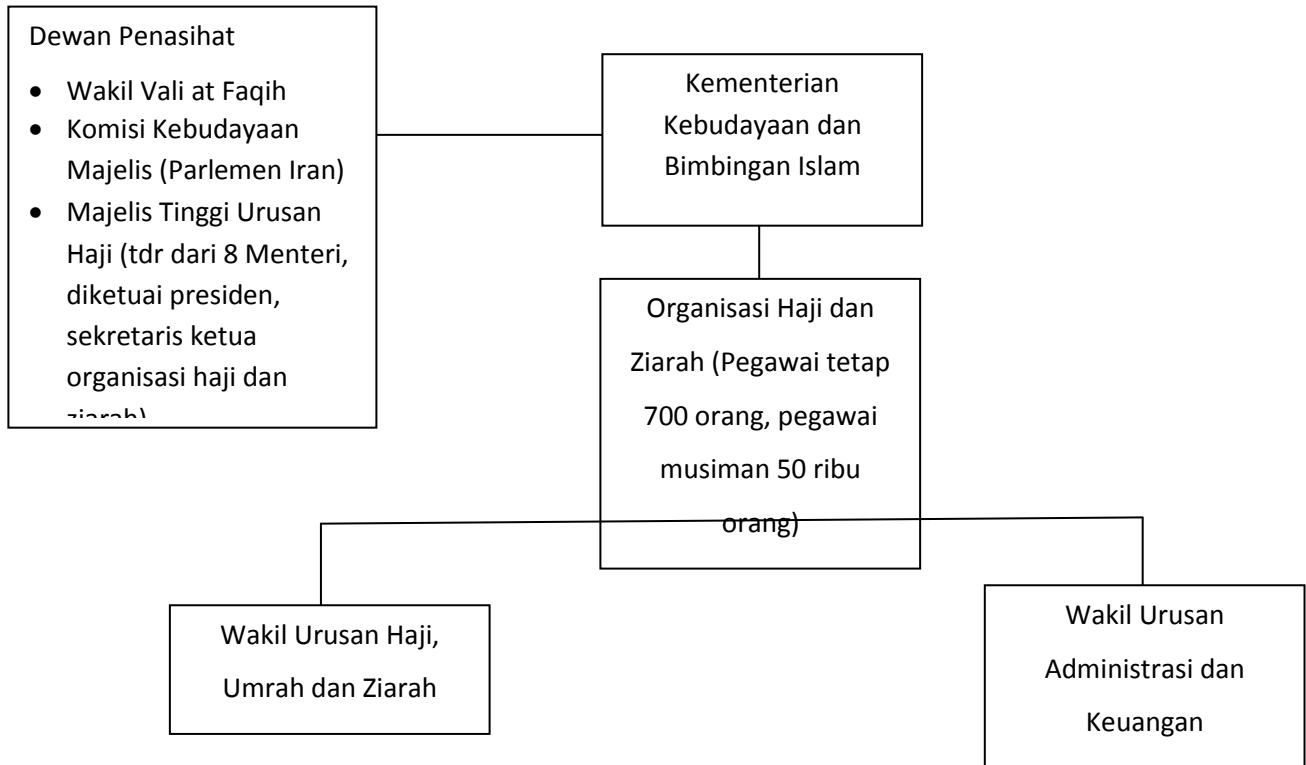 Dewan Penasihat
• Wakil Vali at Faqih
• Komisi Kebudayaan
Majelis (Parlemen Iran)
• Majelis Tinggi Urusan
Haji (tdr dari 8 Menteri,
diketuai presiden,
sekretaris ketua
organisasi haji dan
ziarah)
Kementerian
Kebudayaan dan
Bimbingan Islam
Organisasi Haji dan
Ziarah (Pegawai tetap
700 orang, pegawai
musiman 50 ribu
orang)
Wakil Urusan Haji,
Umrah dan Ziarah
Wakil Urusan
Administrasi dan
Keuangan